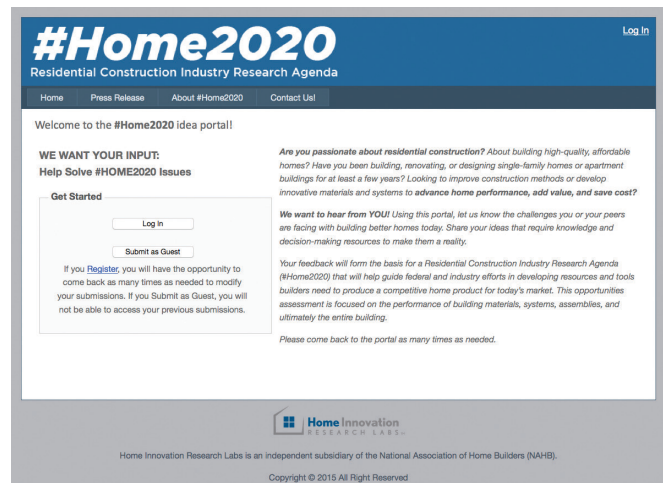 #Home2020
Log In
Residential Construction Industry Research Agenda
Home Press Release About #Home2020 Contact Us!
Welcome to the #Home2020 idea portal!
WE WANT YOUR INPUT:
Help Solve #HOME2020 Issues
Get Started
Log In
Submit as Guest
If you Register, you will have the opportunity to
come back as many times as needed to modify
your submissions. If you Submit as Guest, you will
not be able to access your previous submissions.
Are you passionate about residential construction? About building high-quality, affordable
homes? Have you been building, renovating, or designing single-family homes or apartment
buildings for at least a few years? Looking to improve construction methods or develop
innovative materials and systems to advance home performance, add value, and save cost?
We want to hear from YOU! Using this portal, let us know the challenges you or your peers
are facing with building better homes today. Share your ideas that require knowledge and
decision-making resources to make them a reality.
Your feedback will form the basis for a Residential Construction Industry Research Agenda
(#Home2020) that will help guide federal and industry efforts in developing resources and tools
builders need to produce a competitive home product for today's market. This opportunities
assessment is focused on the performance of building materials, systems, assemblies, and
ultimately the entire building.
Please come back to the portal as many times as needed.
Home Innovation
RESEARCH LABS
Home Innovation Research Labs is an independent subsidiary of the National Association of Home Builders (NAHB).
Copyright © 2015 All Right Reserved